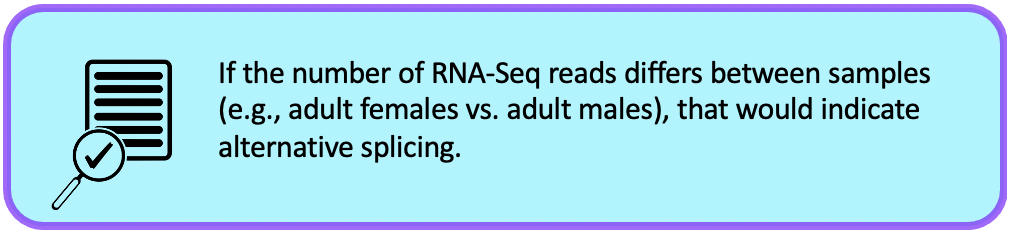 If the number of RNA-Seq reads differs between samples
(e.g., adult females vs. adult males), that would indicate
alternative splicing.